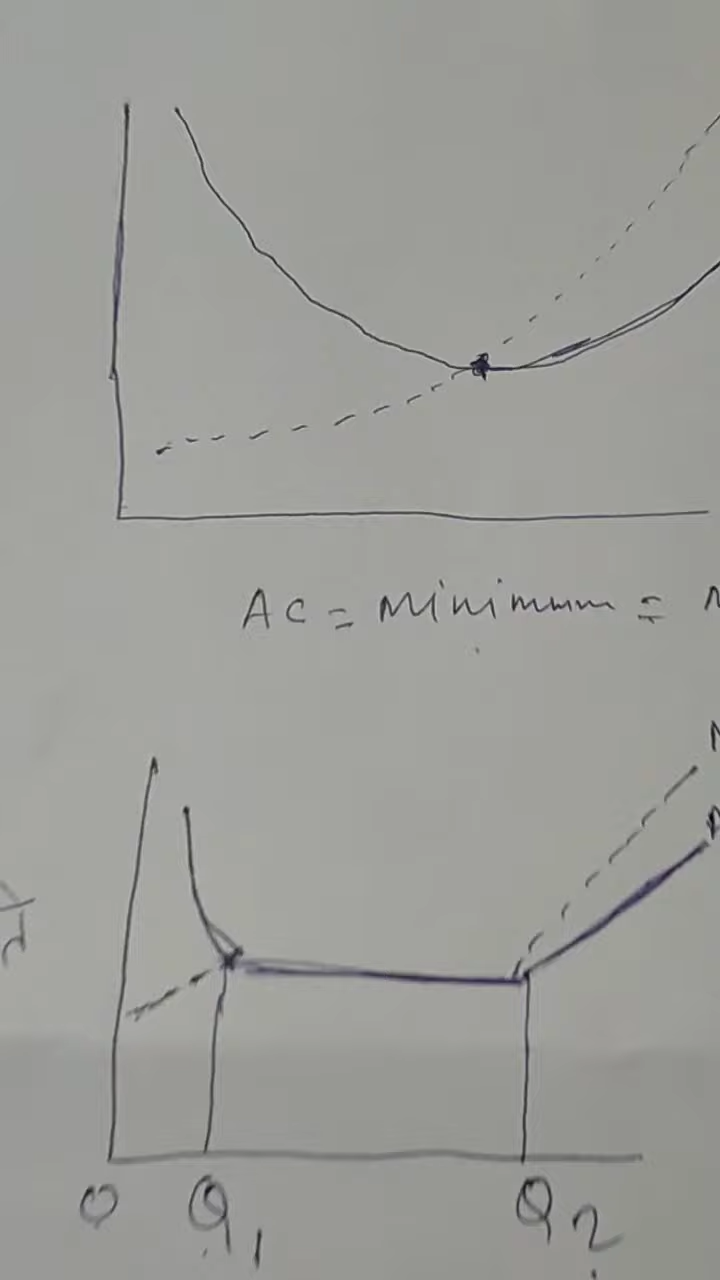 AC = Minimum =
O Q1 Q2